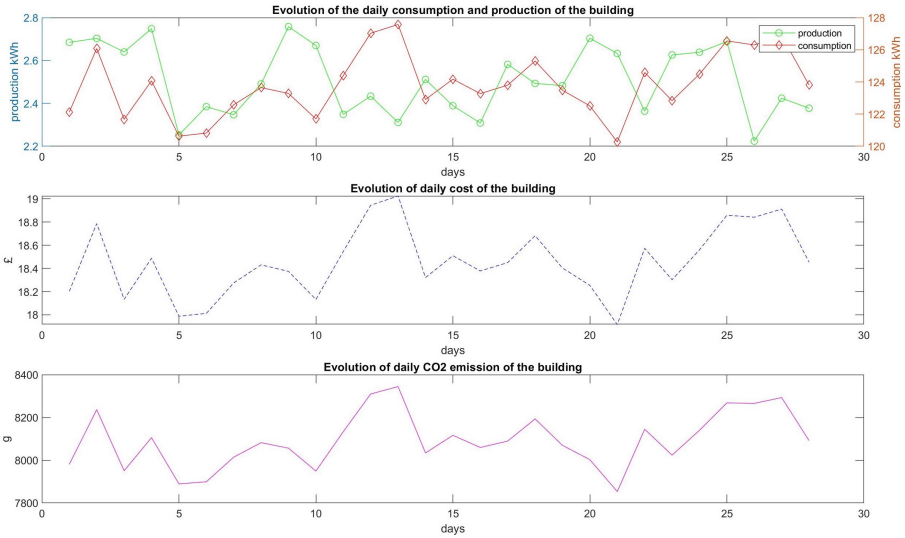 Evolution of the daily consumption and production of the building
production kWh
consumption kWh
2.8
2.6
2.4
2.2
128
126
124
122
120
production
consumption
0 5 10 15 20 25 30
days
Evolution of daily cost of the building
£
19
18.8
18.6
18.4
18.2
18
0 5 10 15 20 25 30
days
Evolution of daily CO2 emission of the building
g
8400
8200
8000
7800
0 5 10 15 20 25 30
days